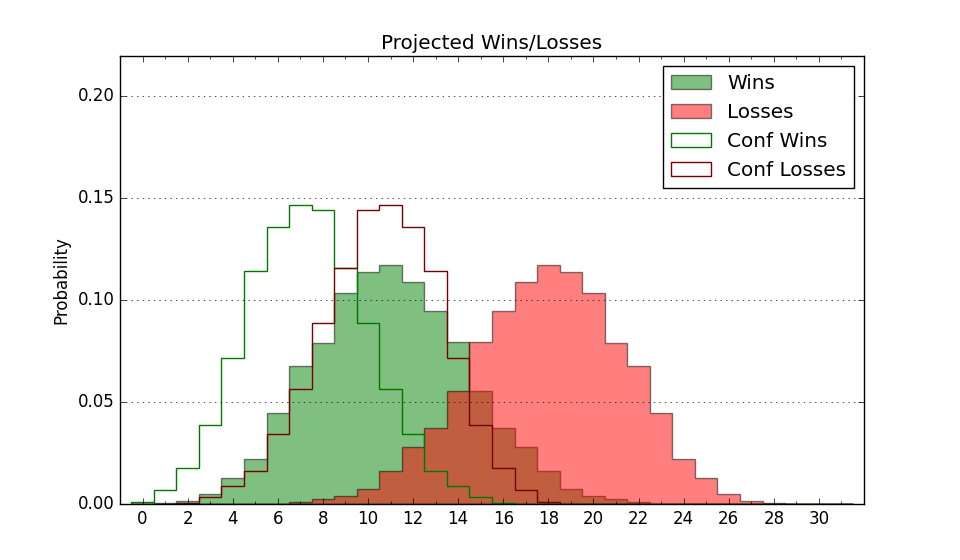 Projected Wins/Losses
Wins
Losses
Conf Wins
Conf Losses
0.20
0.15
0.10
0.05
0.00
Probability
0 2 4 6 8 10 12 14 16 18 20 22 24 26 28 30